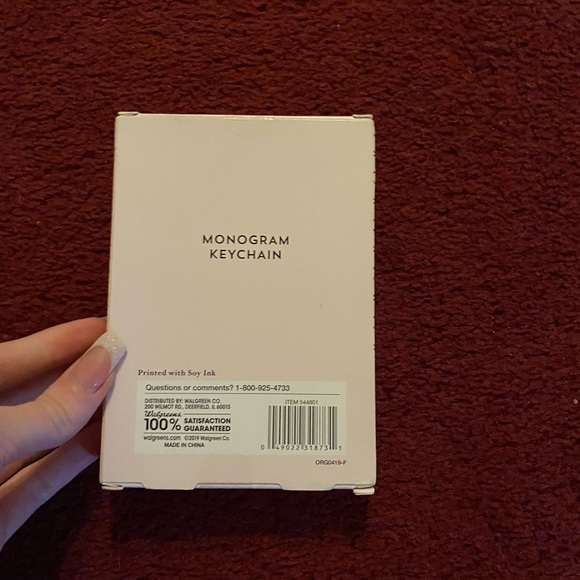 MONOGRAM
KEYCHAIN
Printed with Soy Ink
Questions or comments? 1-800-925-4733
DISTRIBUTED BY: WALGREEN CO.
200 WILMOT RD., DEERFIELD, IL 60015
Walgreens
100% SATISFACTION GUARANTEED
walgreens.com ©2019 Walgreen Co.
MADE IN CHINA
ITEM 544801
0 49022 31873 1
ORG0419-F